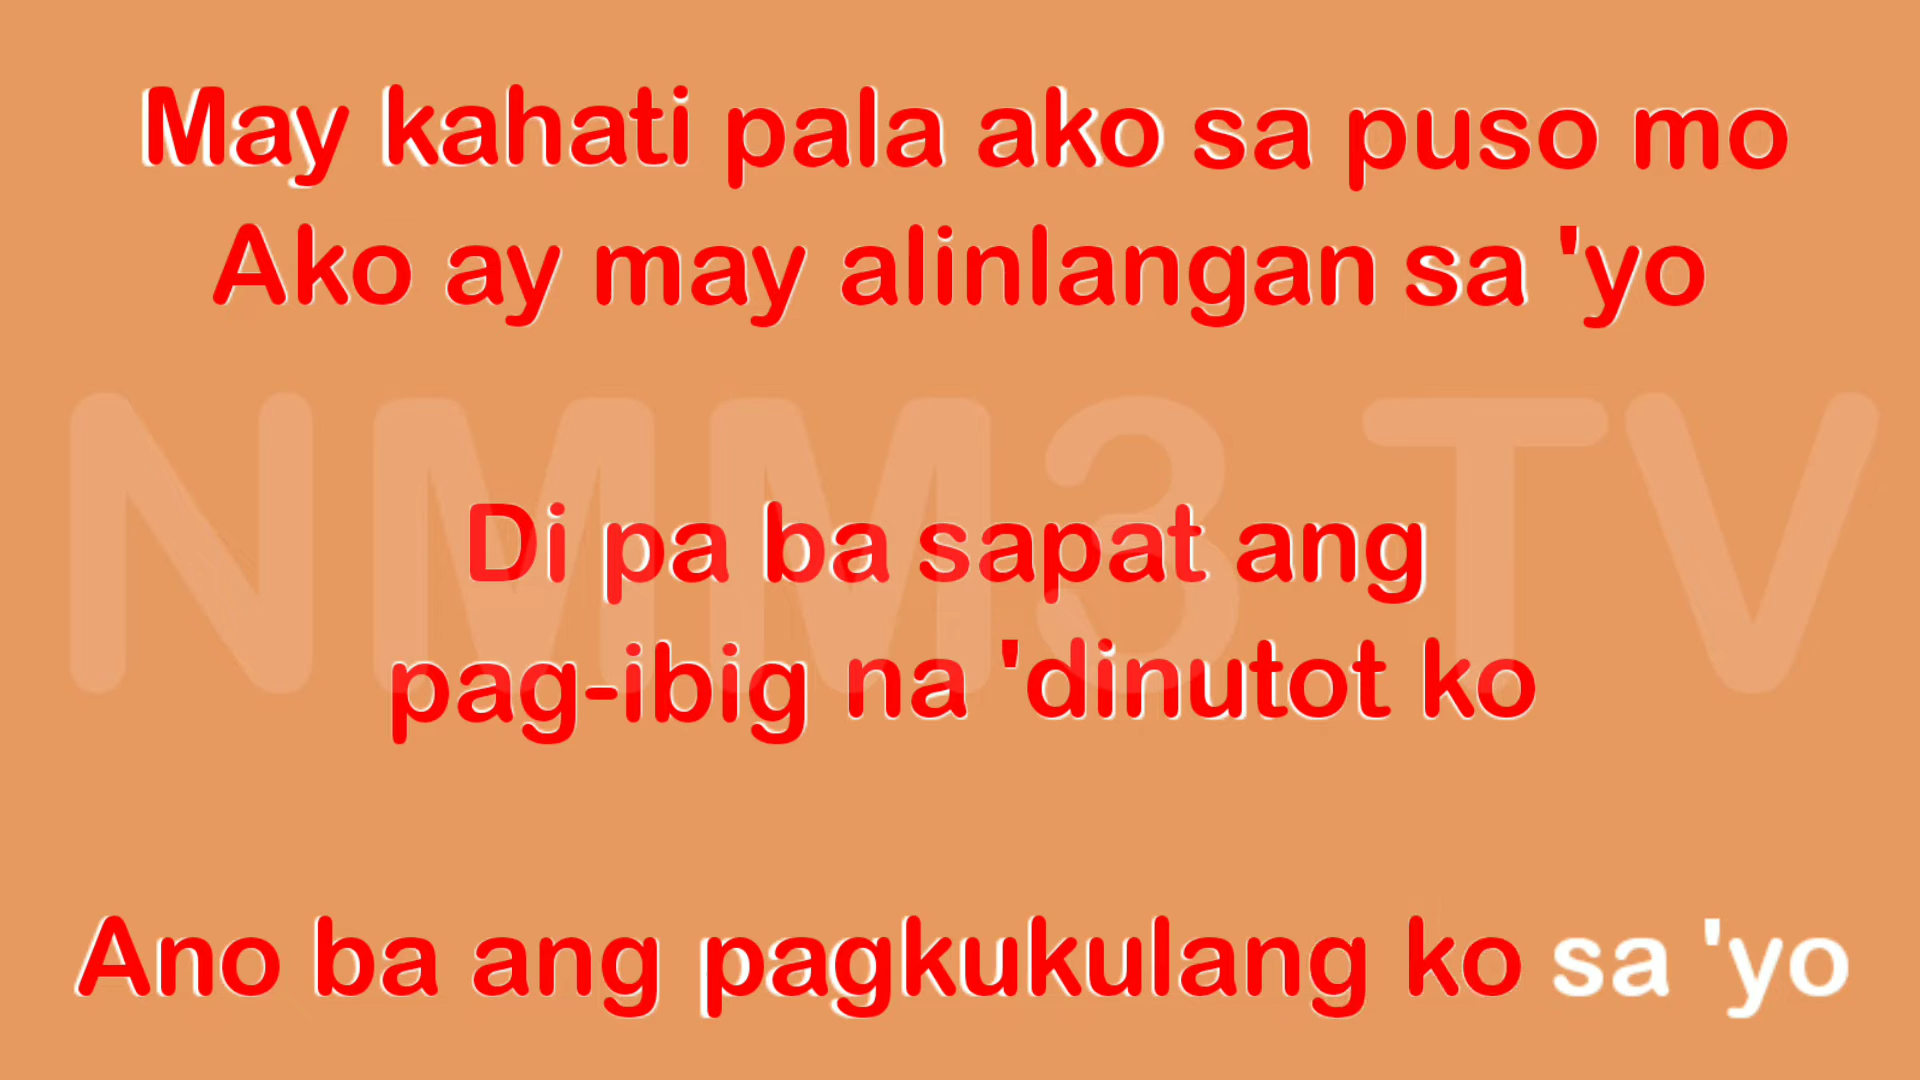 May kahati pala ako sa puso mo
Ako ay may alinlangan sa 'yo
NMM3 TV
Di pa ba sapat ang
pag-ibig na 'dinutot ko
Ano ba ang pagkukulang ko sa 'yo